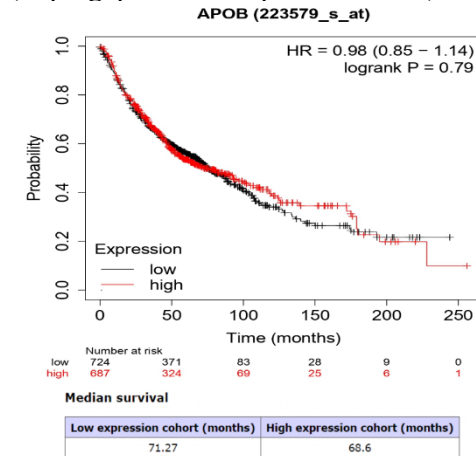 APOB (223579_s_at)
HR = 0.98 (0.85 − 1.14)
logrank P = 0.79
Probability
1.0
0.8
0.6
0.4
0.2
0.0
Expression
low
high
0 50 100 150 200 250
Time (months)
Number at risk
low 724 371 83 28 9 0
high 687 324 69 25 6 1
Median survival
Low expression cohort (months) High expression cohort (months)
71.27 68.6